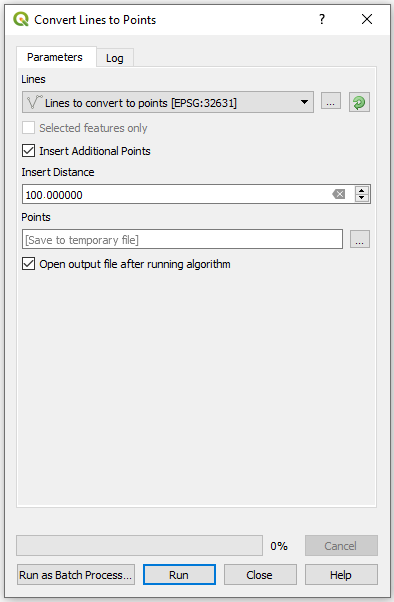 Convert Lines to Points ?
Parameters Log
Lines
Lines to convert to points [EPSG:32631] ...
Selected features only
Insert Additional Points
Insert Distance
100.000000
Points
[Save to temporary file] ...
Open output file after running algorithm
0% Cancel
Run as Batch Process... Run Close Help